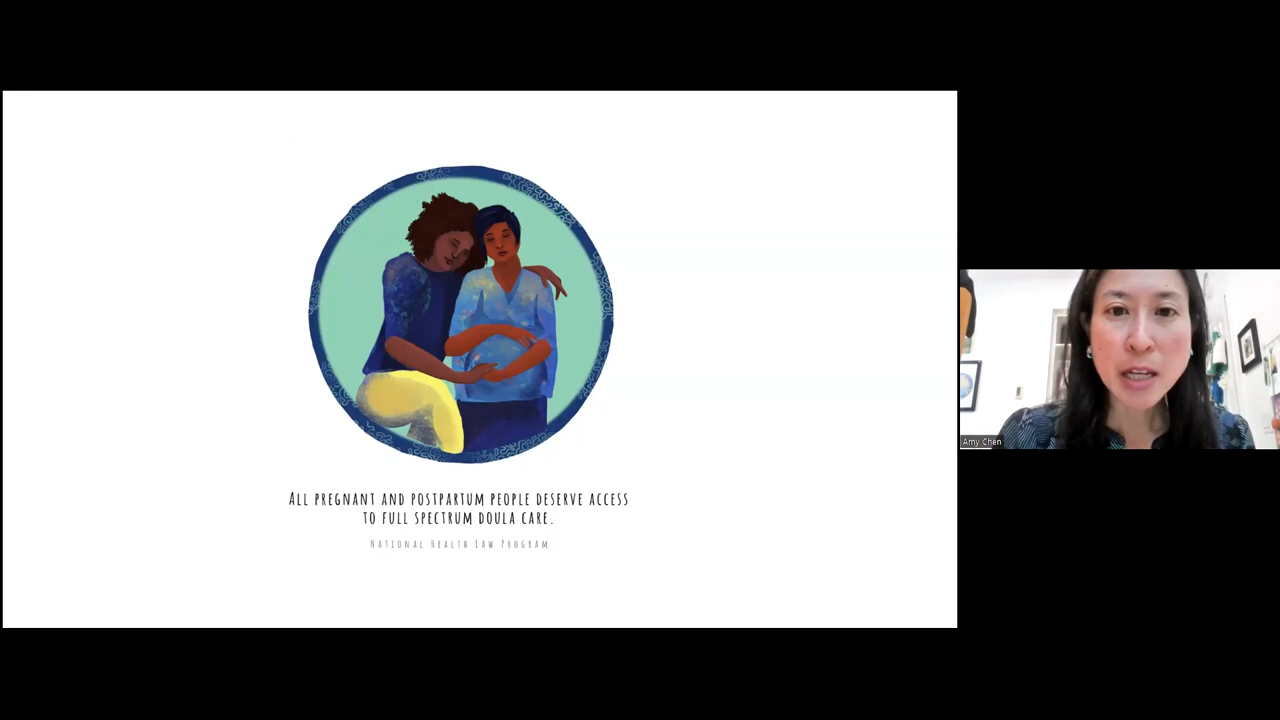 All pregnant and postpartum people deserve access
to full spectrum doula care.
National Health Law Program
Amy Chen